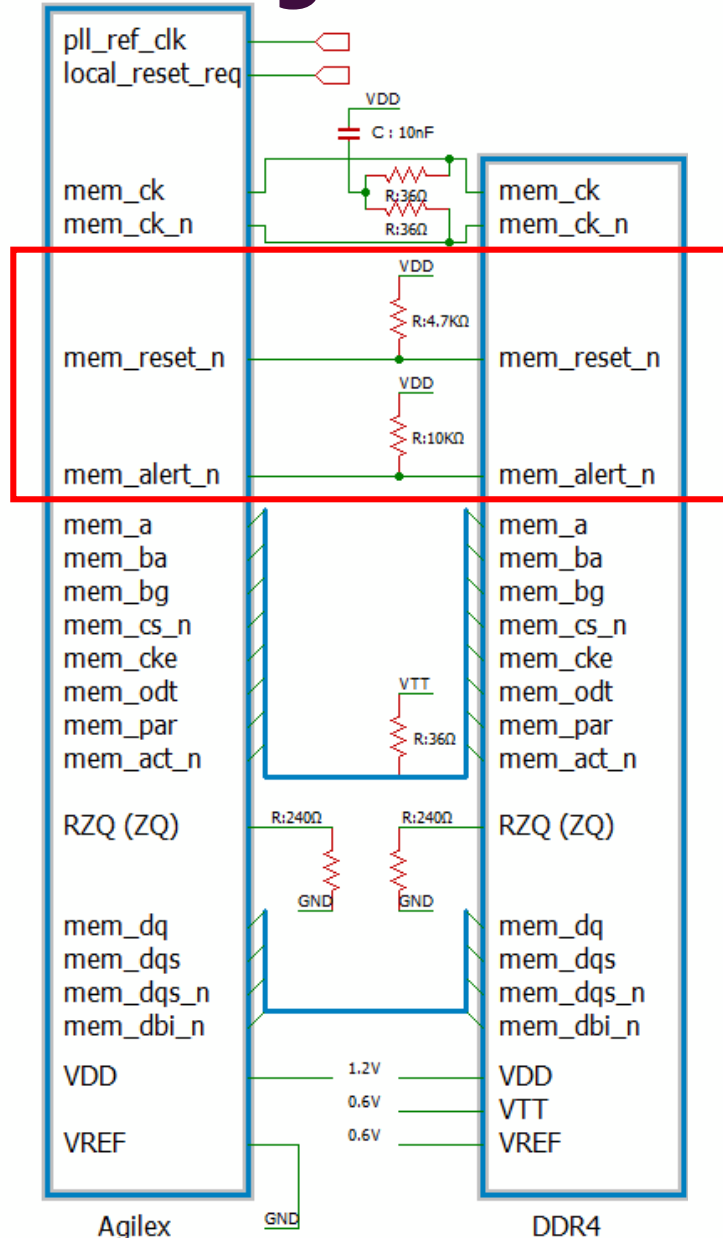 pll_ref_clk
local_reset_req
VDD
C : 10nF
mem_ck
R:36Ω
mem_ck
mem_ck_n
R:36Ω
mem_ck_n
VDD
R:4.7KΩ
mem_reset_n
mem_reset_n
VDD
R:10KΩ
mem_alert_n
mem_alert_n
mem_a
mem_a
mem_ba
mem_ba
mem_bg
mem_bg
mem_cs_n
mem_cs_n
mem_cke
mem_cke
mem_odt
VTT
mem_odt
mem_par
R:36Ω
mem_par
mem_act_n
mem_act_n
RZQ (ZQ)
R:240Ω
R:240Ω
RZQ (ZQ)
GND
GND
mem_dq
mem_dq
mem_dqs
mem_dqs
mem_dqs_n
mem_dqs_n
mem_dbi_n
mem_dbi_n
VDD
1.2V
VDD
0.6V
VTT
VREF
0.6V
VREF
GND
Agilex
DDR4